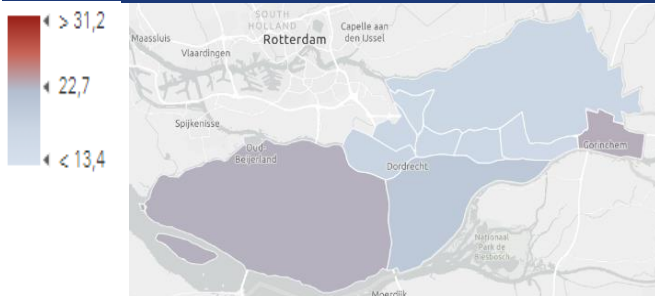 > 31,2
22,7
< 13,4
SOUTH
HOLLAND
Rotterdam
Capelle aan
den IJssel
Maassluis
Vlaardingen
Spijkenisse
Oud-
Beijerland
Dordrecht
Gorinchem
Nationaal
Park de
Biesbosch
Moerdijk